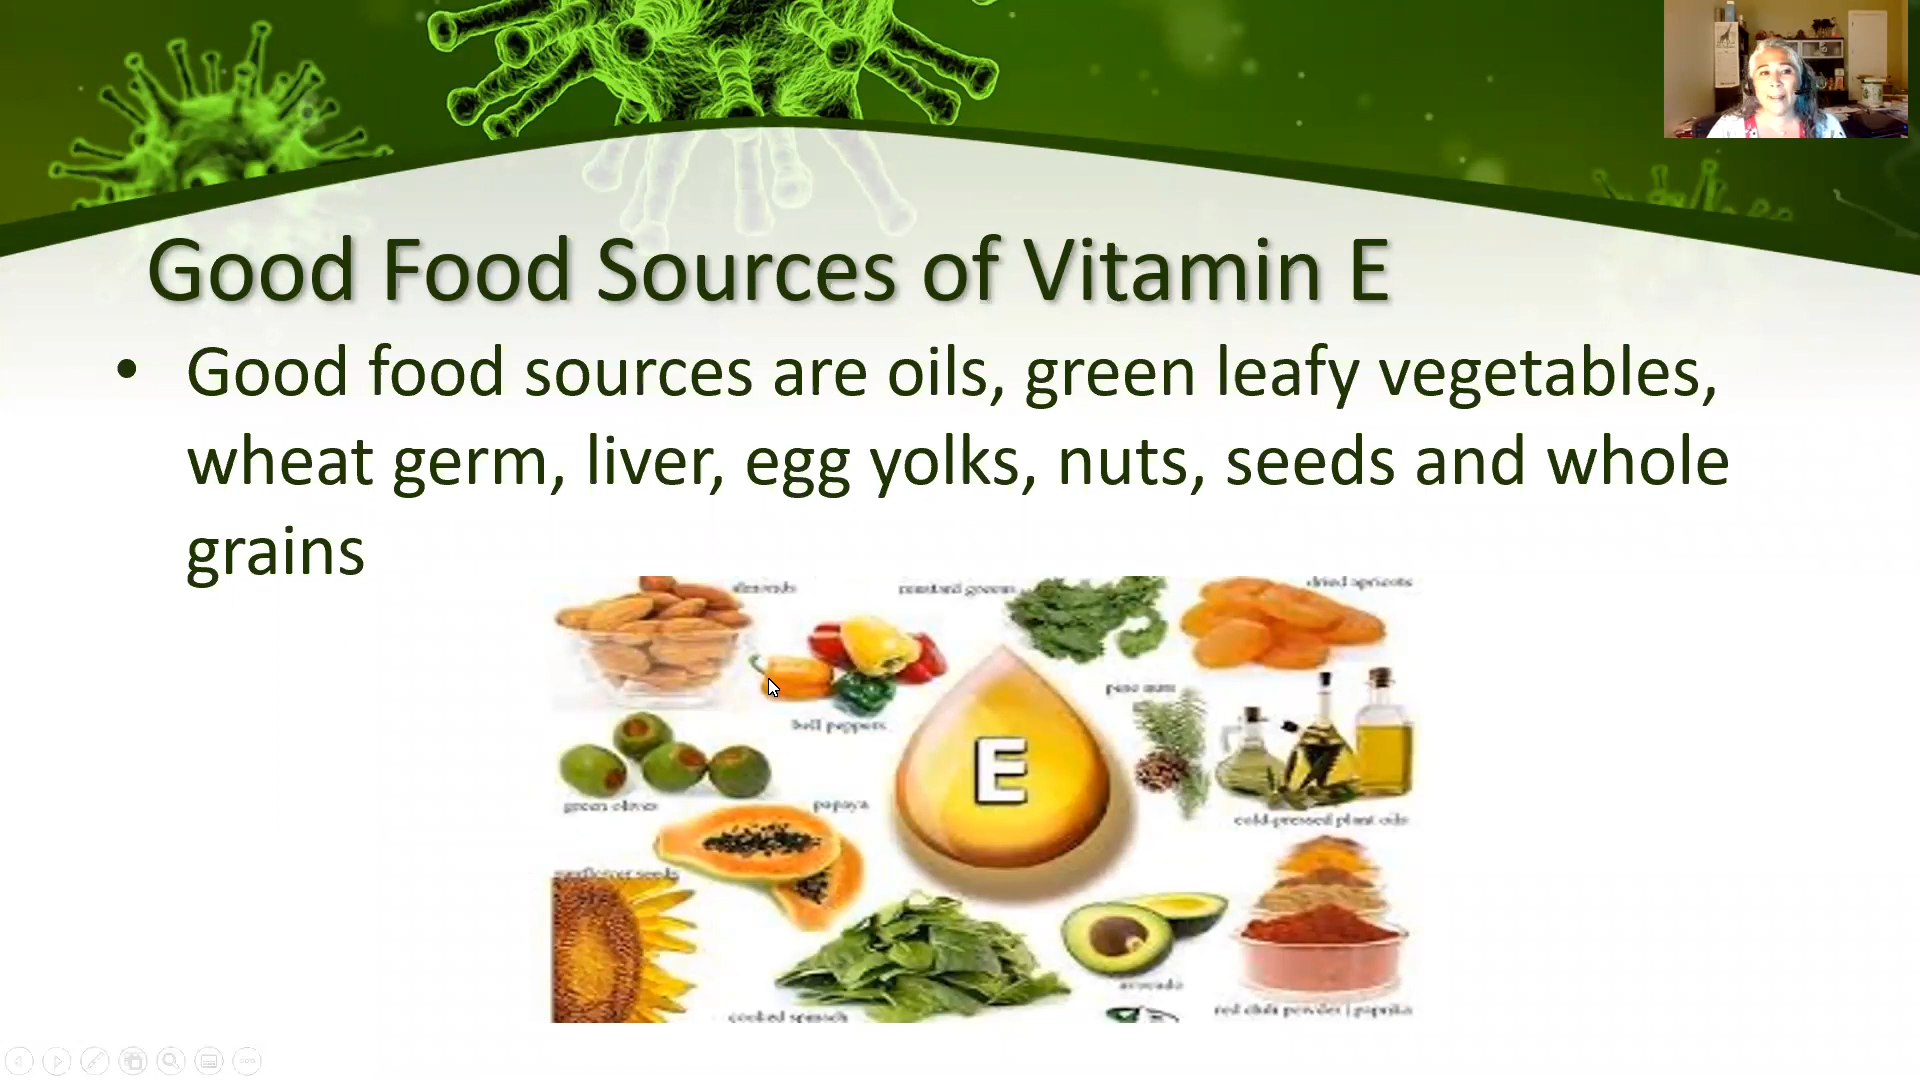 Good Food Sources of Vitamin E
• Good food sources are oils, green leafy vegetables,
wheat germ, liver, egg yolks, nuts, seeds and whole
grains
almonds
mustard greens
dried apricots
bell peppers
pine nuts
E
green olives
papaya
cold-pressed plant oils
sunflower seeds
avocado
cooked spinach
red chili powder | paprika